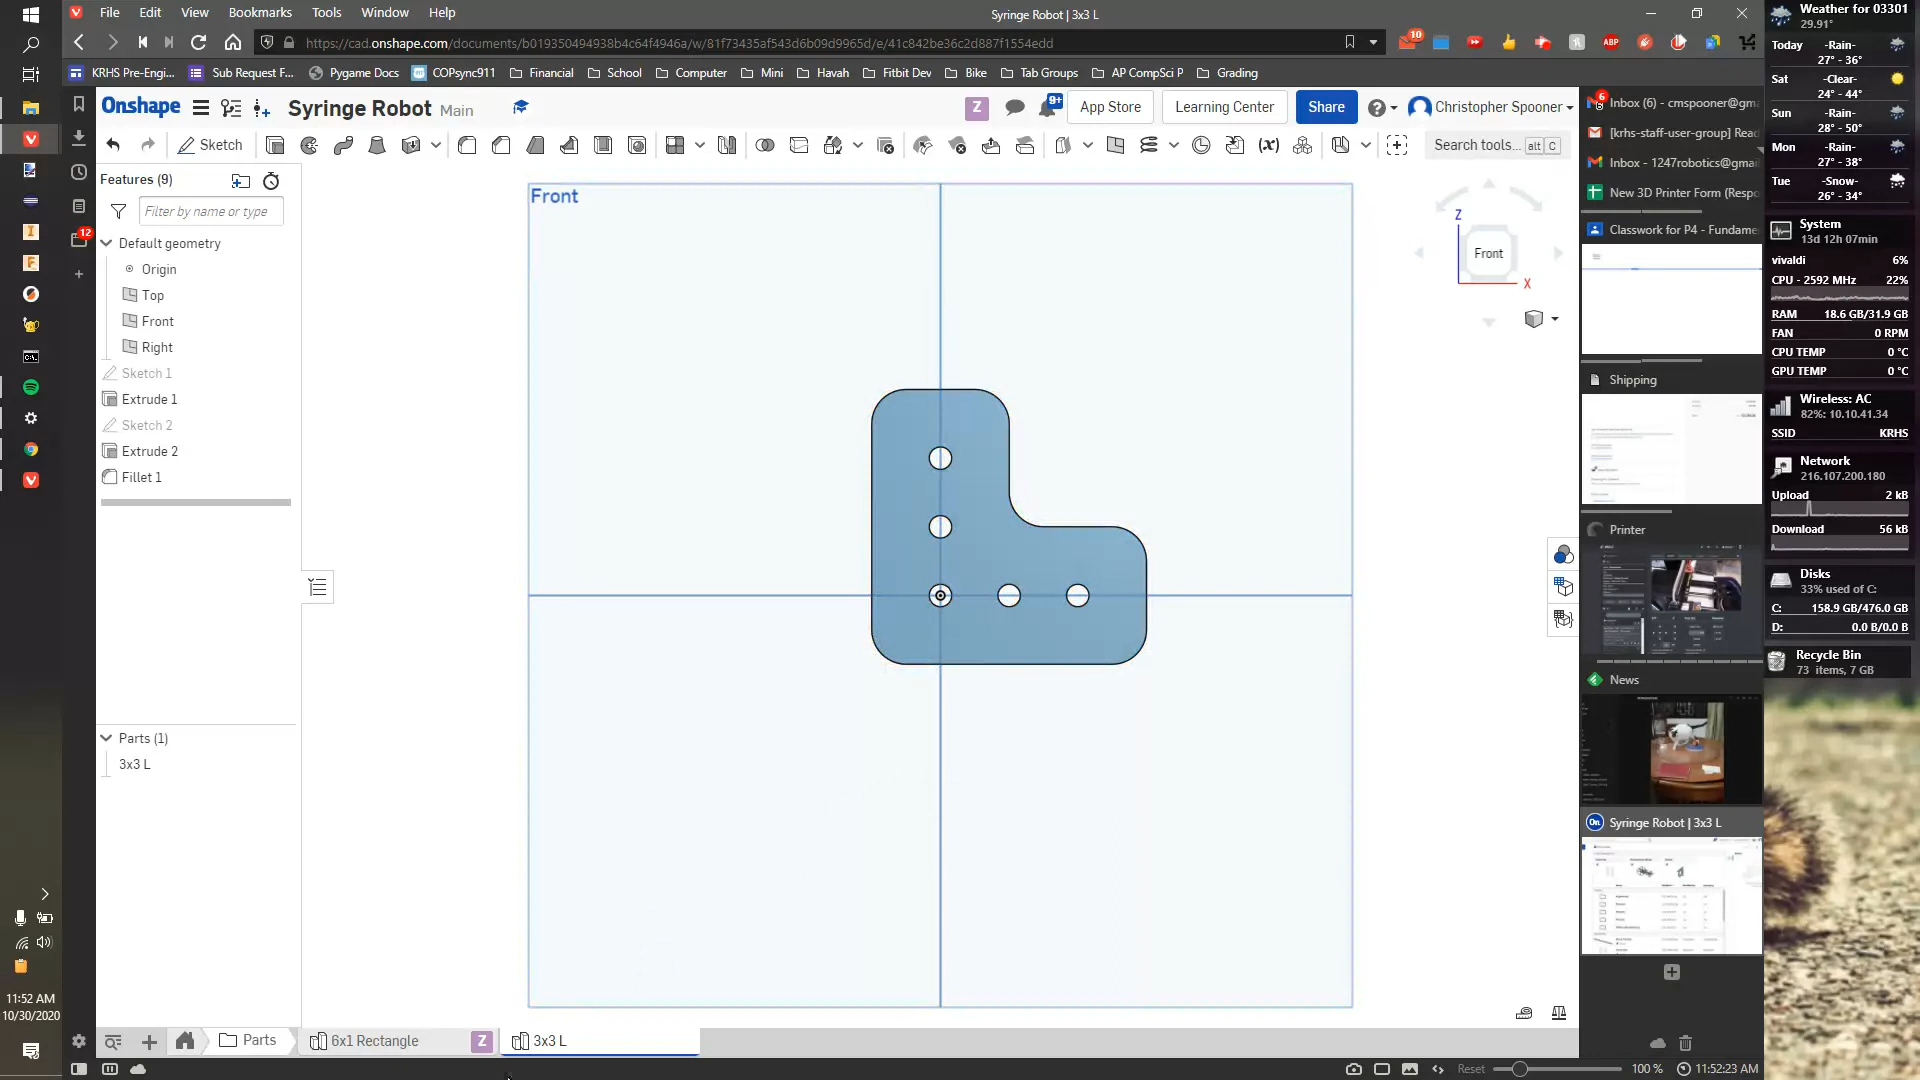 File Edit View Bookmarks Tools Window Help
Syringe Robot | 3x3 L
https://cad.onshape.com/documents/b019350494938b4c64f4946a/w/81f73435af543d6b09d9965d/e/41c842be36c2d887f1554edd
10
ABP
KRHS Pre-Engi... Sub Request F... Pygame Docs COPsync911 Financial School Computer Mini Havah Fitbit Dev Bike Tab Groups AP CompSci P Grading
Onshape Syringe Robot Main Z 9+ App Store Learning Center Share Christopher Spooner
Sketch (x) Search tools... alt C
Features (9)
Filter by name or type
Default geometry
Origin
Top
Front
Right
Sketch 1
Extrude 1
Sketch 2
Extrude 2
Fillet 1
Parts (1)
3x3 L
Front
Z
Front
X
12
Parts 6x1 Rectangle Z 3x3 L
Reset 100 % 11:52:23 AM
11:52 AM
10/30/2020
6
Inbox (6) - cmspooner@gm
[krhs-staff-user-group] Read
Inbox - 1247robotics@gmai
New 3D Printer Form (Respo
Classwork for P4 - Fundame
Shipping
Printer
News
On Syringe Robot | 3x3 L
Weather for 03301
29.91"
Today -Rain-
27° - 36°
Sat -Clear-
24° - 44°
Sun -Rain-
28° - 50°
Mon -Rain-
27° - 38°
Tue -Snow-
26° - 34°
System
13d 12h 07min
vivaldi 6%
CPU - 2592 MHz 22%
RAM 18.6 GB/31.9 GB
FAN 0 RPM
CPU TEMP 0 °C
GPU TEMP 0 °C
Wireless: AC
82%: 10.10.41.34
SSID KRHS
Network
216.107.200.180
Upload 2 kB
Download 56 kB
Disks
33% used of C:
C: 158.9 GB/476.0 GB
D: 0.0 B/0.0 B
Recycle Bin
73 items, 7 GB